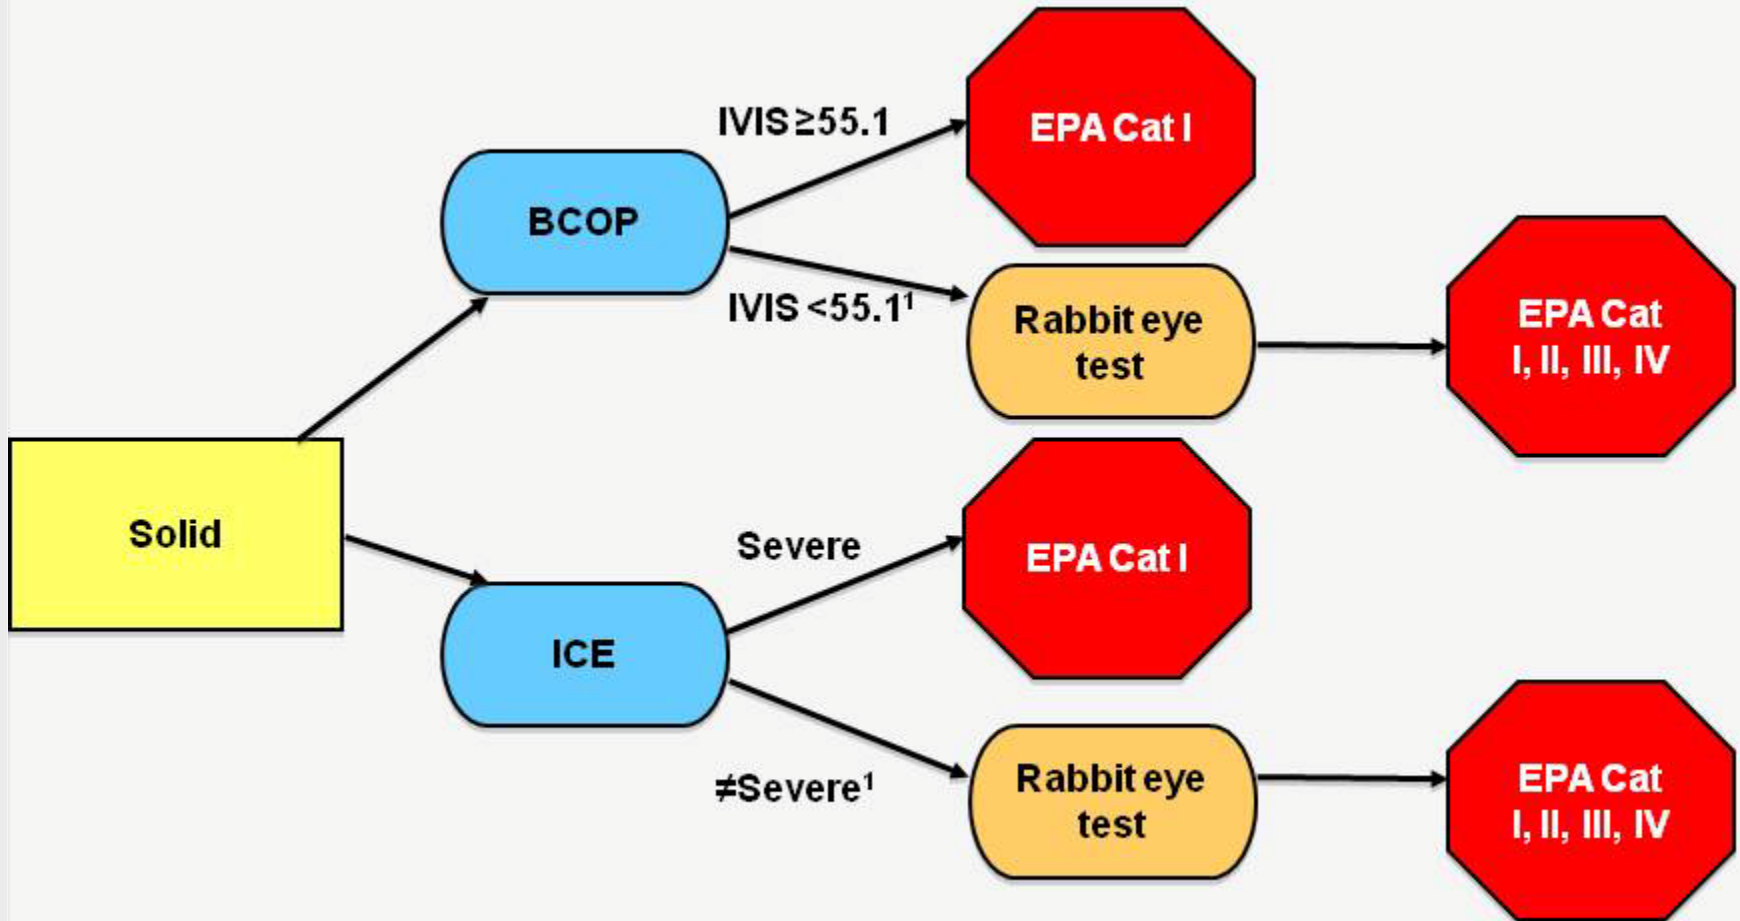 IVIS ≥55.1
EPA Cat I
BCOP
IVIS <55.1¹
Rabbit eye
test
EPA Cat
I, II, III, IV
Solid
Severe
EPA Cat I
ICE
≠Severe¹
Rabbit eye
test
EPA Cat
I, II, III, IV